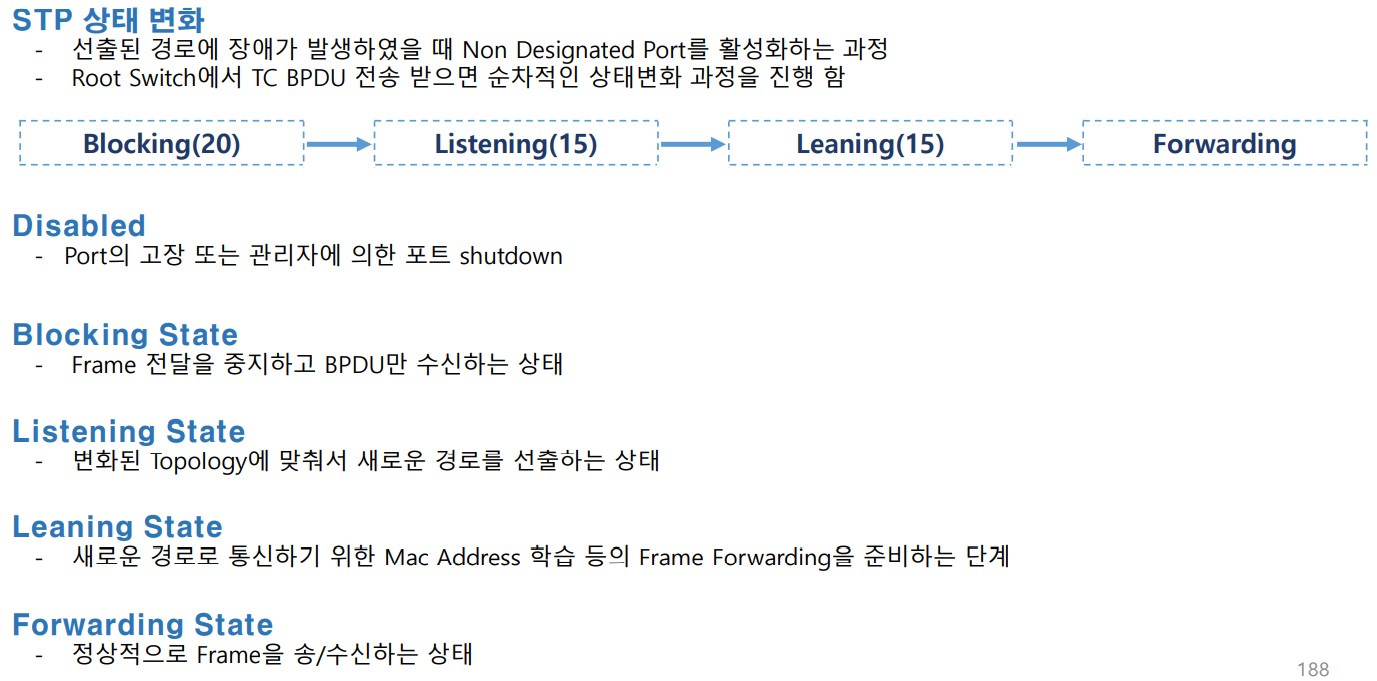 STP 상태 변화
- 선출된 경로에 장애가 발생하였을 때 Non Designated Port를 활성화하는 과정
- Root Switch에서 TC BPDU 전송 받으면 순차적인 상태변화 과정을 진행 함
Blocking(20)
Listening(15)
Leaning(15)
Forwarding
Disabled
- Port의 고장 또는 관리자에 의한 포트 shutdown
Blocking State
- Frame 전달을 중지하고 BPDU만 수신하는 상태
Listening State
- 변화된 Topology에 맞춰서 새로운 경로를 선출하는 상태
Leaning State
- 새로운 경로로 통신하기 위한 Mac Address 학습 등의 Frame Forwarding을 준비하는 단계
Forwarding State
- 정상적으로 Frame을 송/수신하는 상태
188